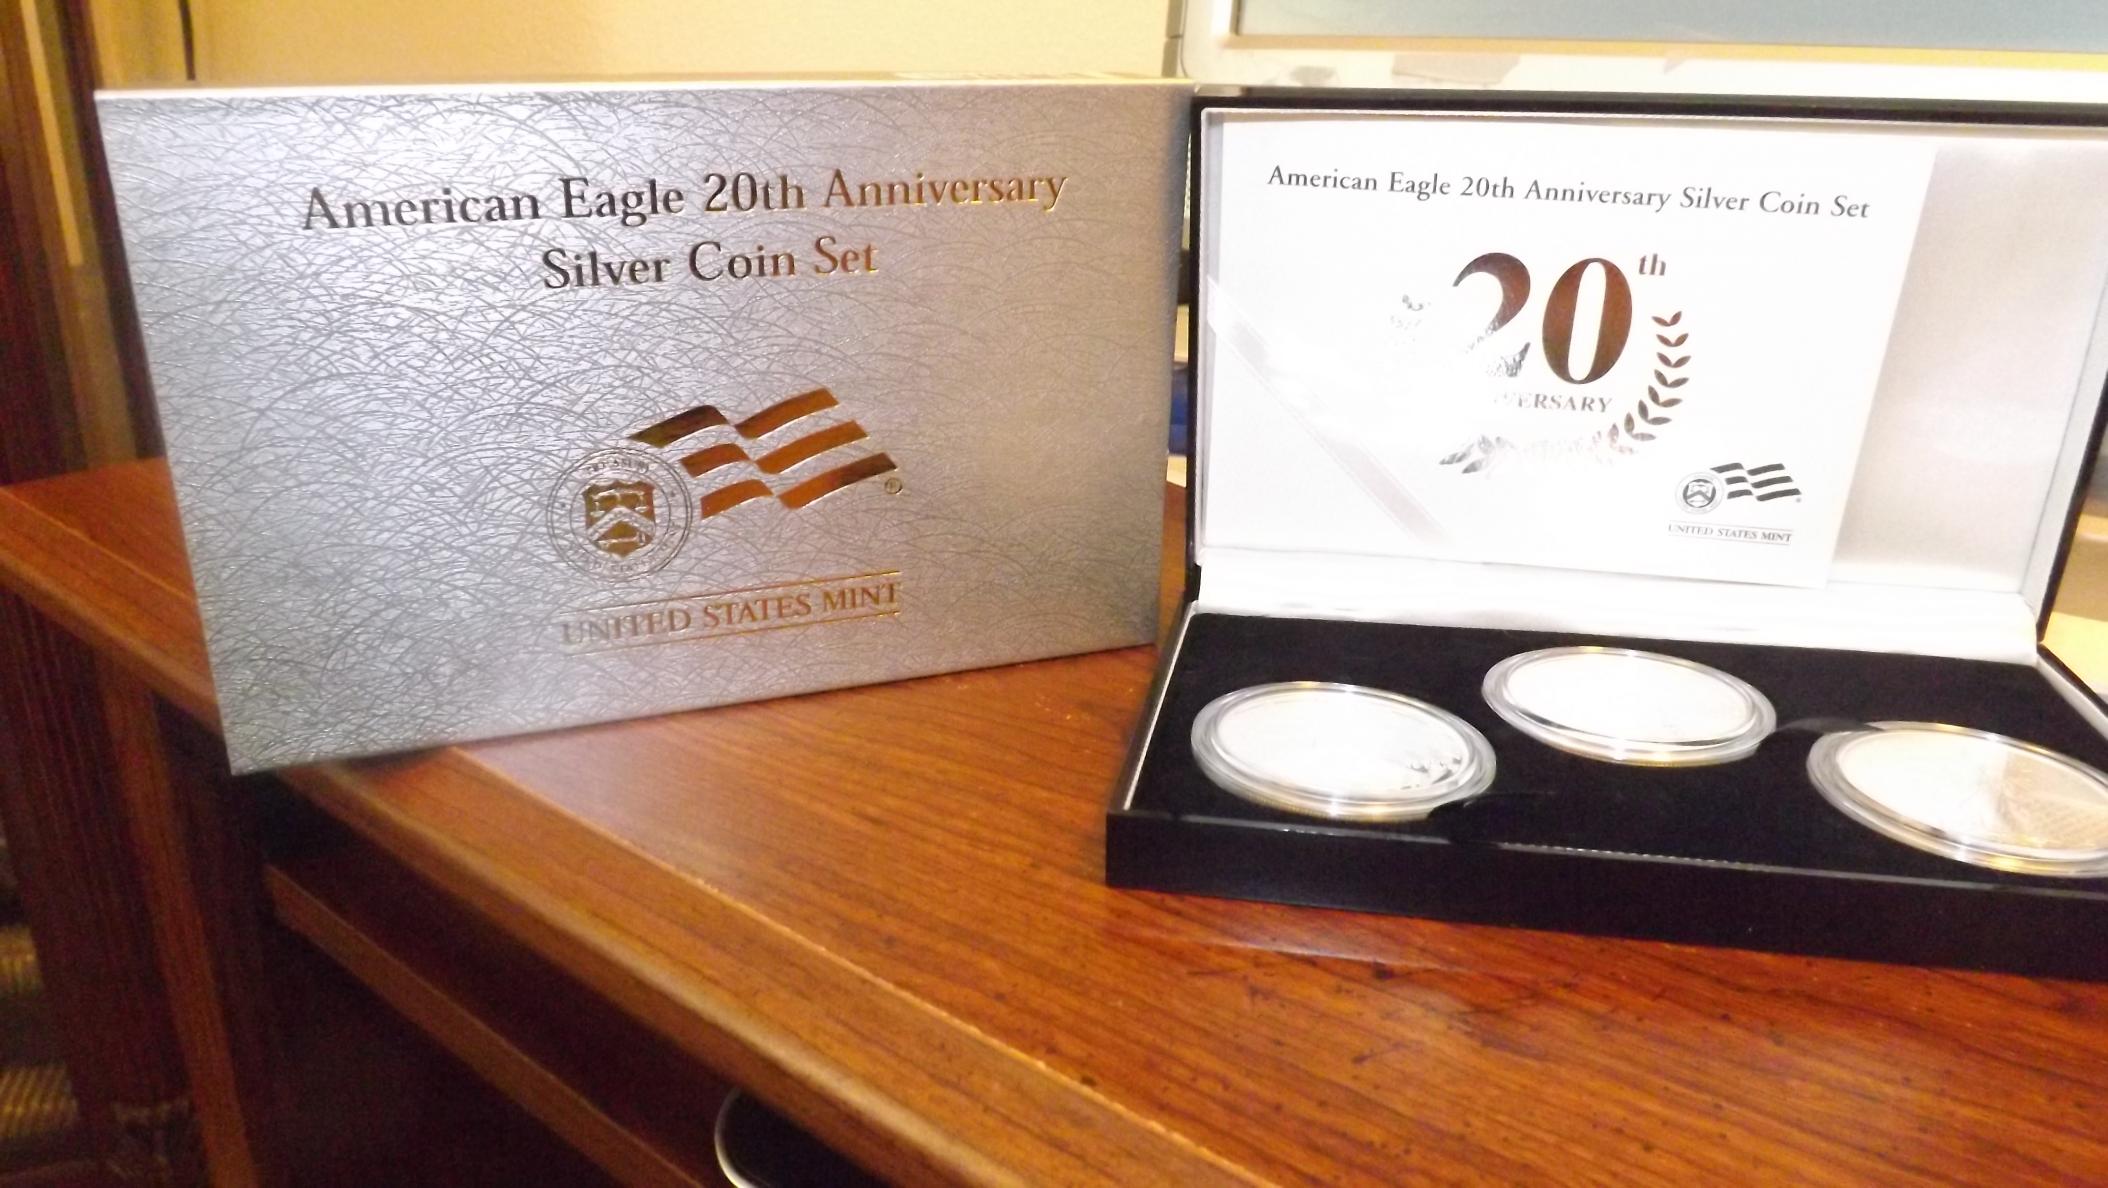 American Eagle 20th Anniversary
Silver Coin Set
UNITED STATES MINT
American Eagle 20th Anniversary Silver Coin Set
20th
UNITED STATES MINT